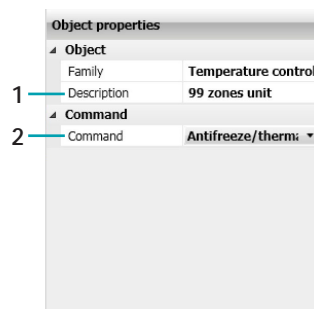 Object properties
Object
Family Temperature control
1 Description 99 zones unit
Command
2 Command Antifreeze/therma